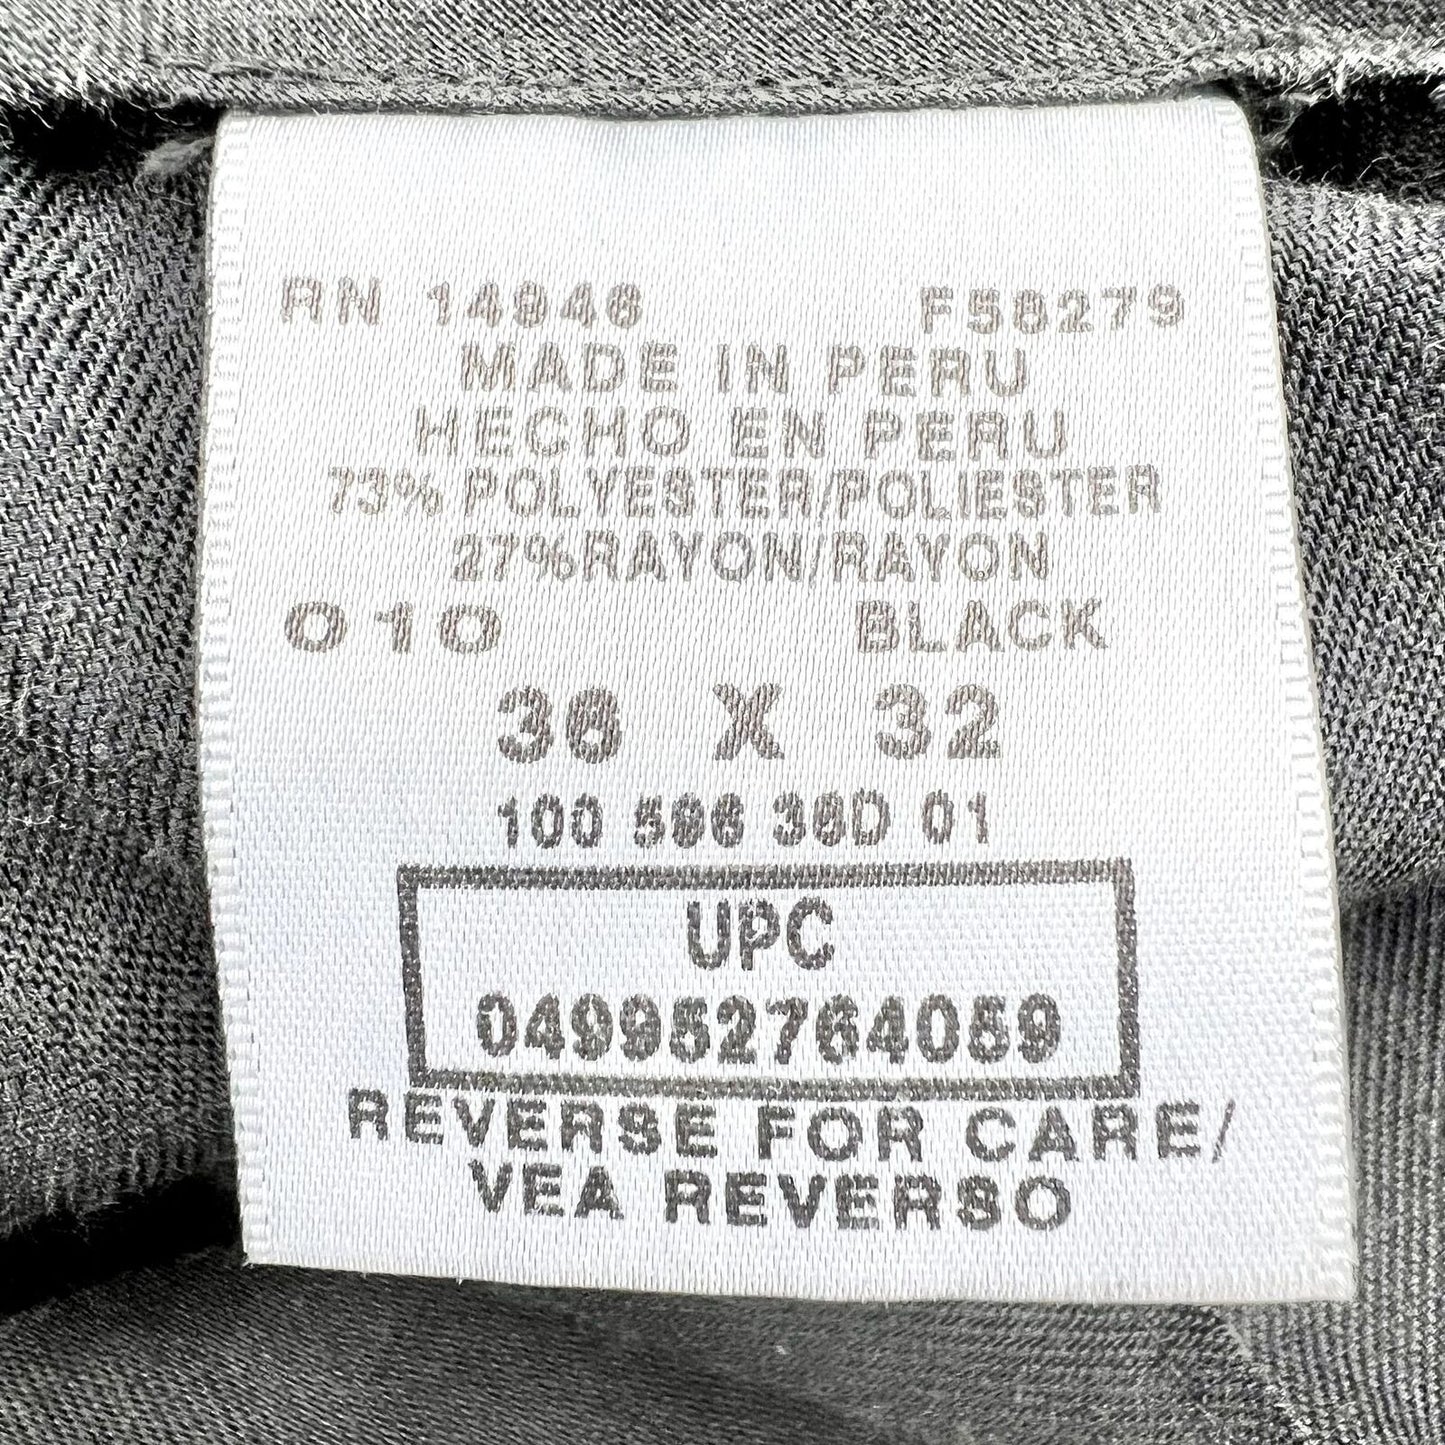 RN 14946 F58279
MADE IN PERU
HECHO EN PERU
73% POLYESTER/POLIESTER
27%RAYON/RAYON
010 BLACK
36 X 32
100 596 36D 01
UPC
049952764059
REVERSE FOR CARE/
VEA REVERSO